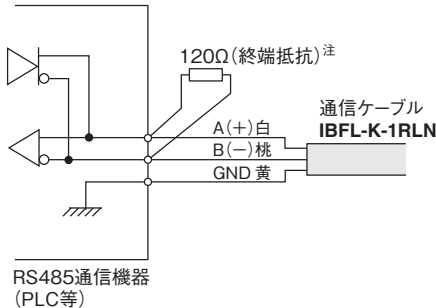 120Ω(終端抵抗)注
通信ケーブル
IBFL-K-1RLN
A(+)白
B(−)桃
GND 黄
RS485通信機器
(PLC等)